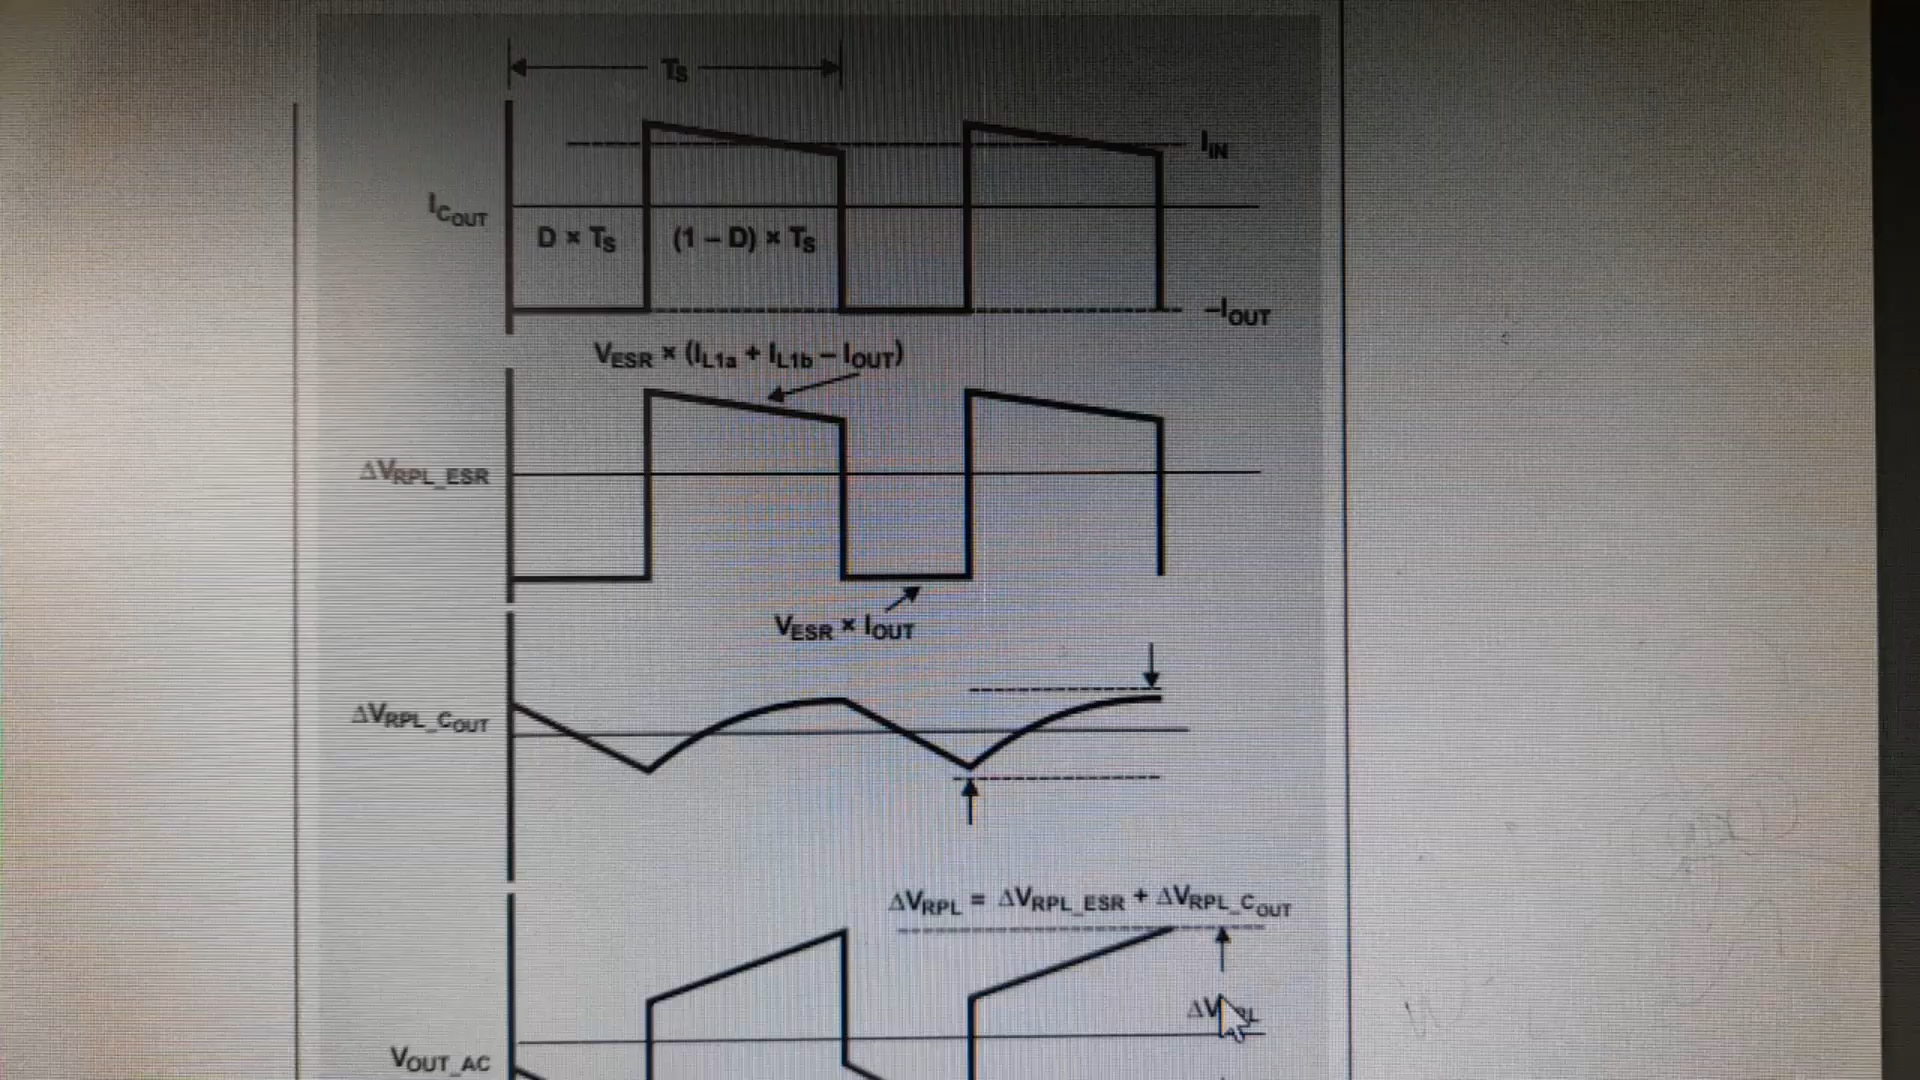 TS
IIN
ICOUT
D × TS
(1 – D) × TS
–IOUT
VESR × (IL1a + IL1b – IOUT)
ΔVRPL_ESR
VESR × IOUT
ΔVRPL_COUT
ΔVRPL = ΔVRPL_ESR + ΔVRPL_COUT
VOUT_AC